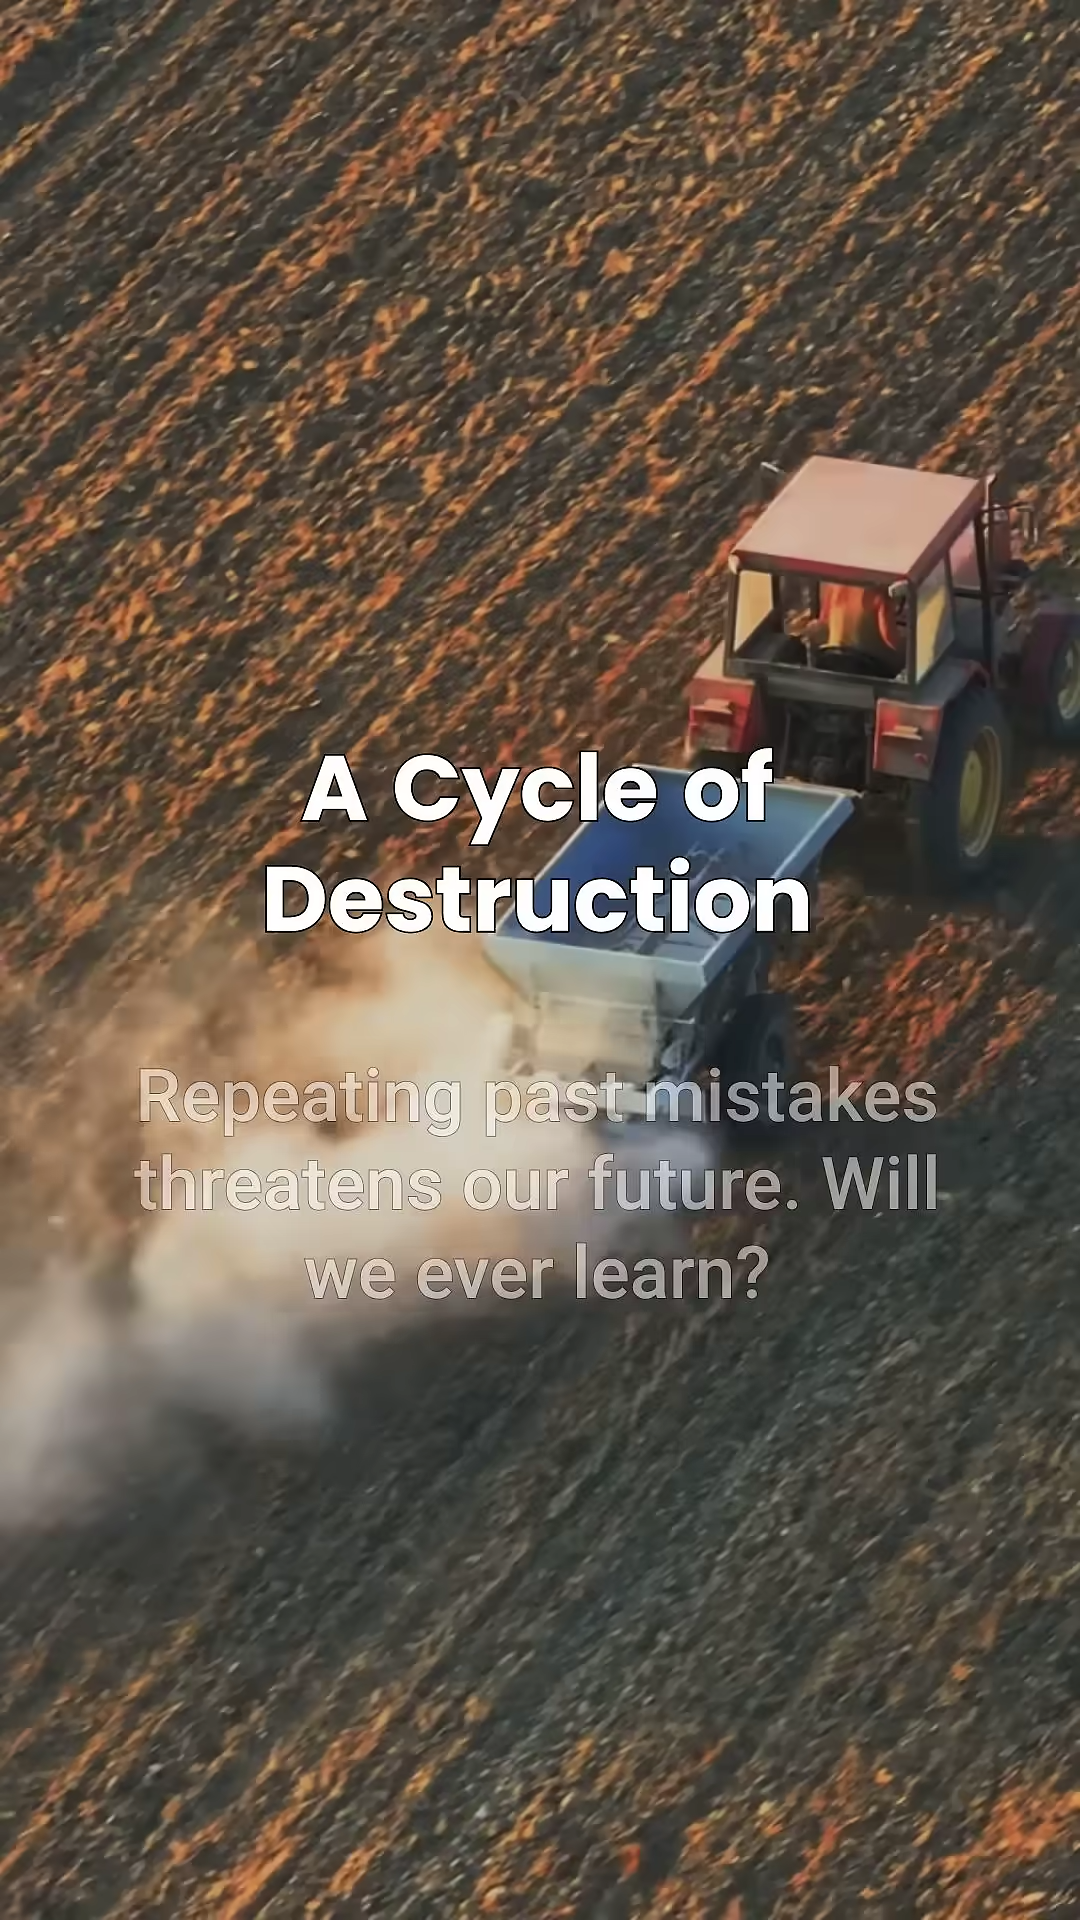 A Cycle of
Destruction
Repeating past mistakes
threatens our future. Will
we ever learn?